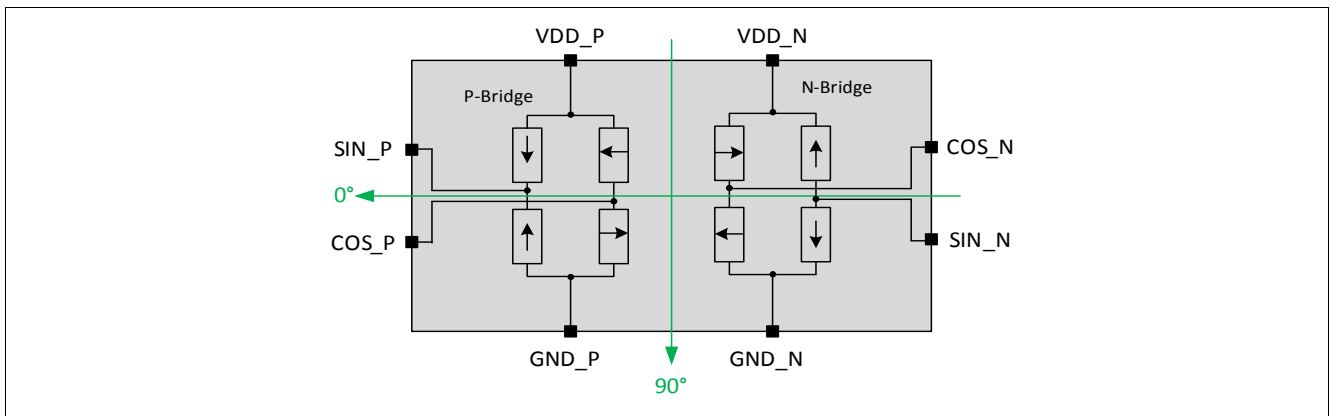 VDD_P
VDD_N
P-Bridge
N-Bridge
SIN_P
COS_N
0°
COS_P
SIN_N
GND_P
GND_N
90°